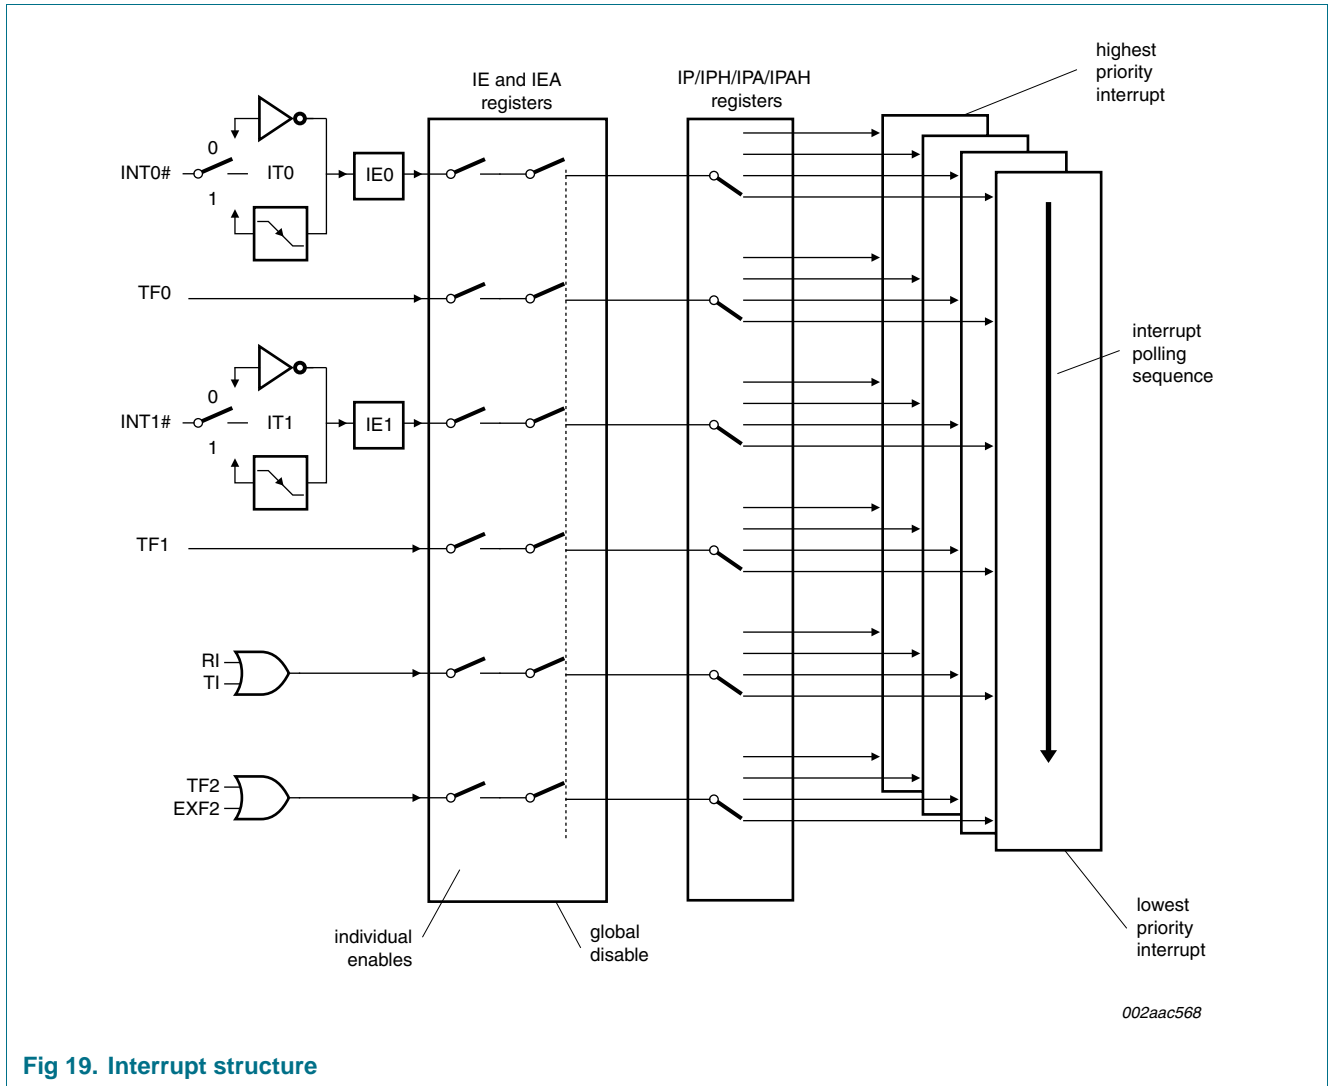 highest
priority
interrupt
IE and IEA
registers
IP/IPH/IPA/IPAH
registers
0
INT0#
IT0
IE0
1
TF0
interrupt
polling
sequence
0
INT1#
IT1
IE1
1
TF1
RI
TI
TF2
EXF2
individual
enables
global
disable
lowest
priority
interrupt
002aac568
Fig 19. Interrupt structure